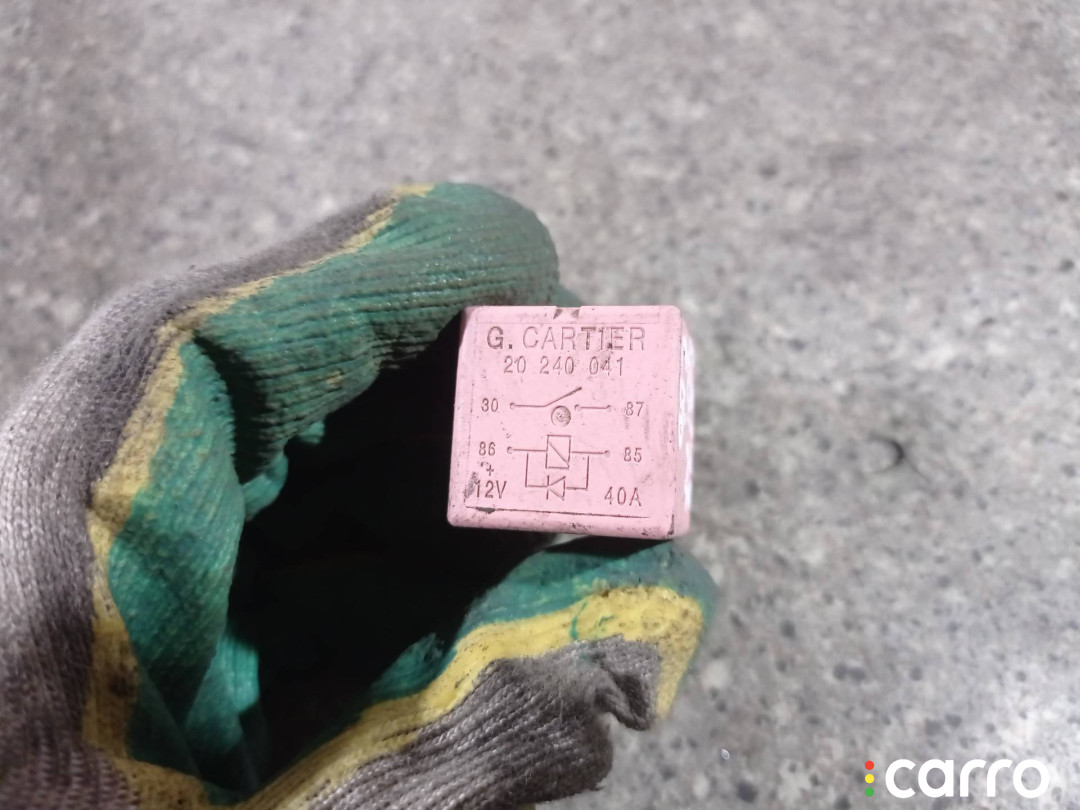 G. CARTIER
20 240 041
30 87
86 85
+
12V 40A
carro